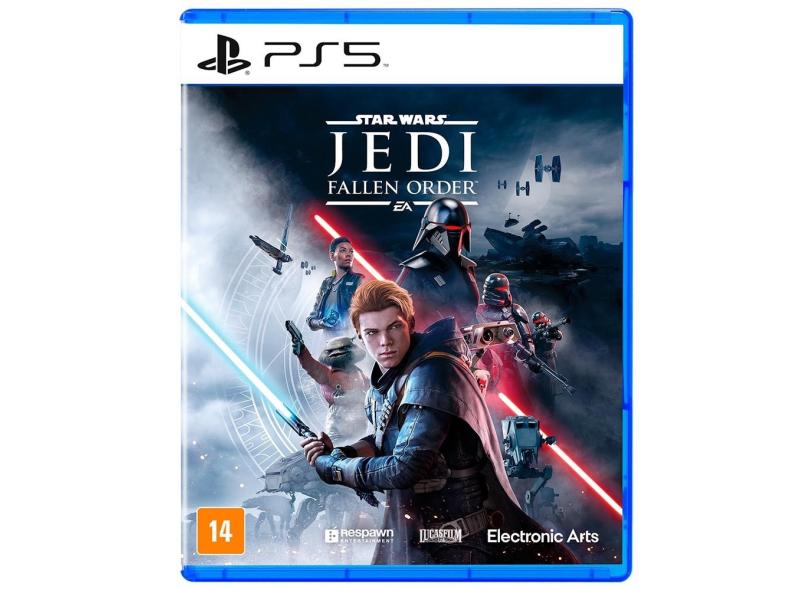 PS5
STAR WARS
JEDI
FALLEN ORDER
EA
14
Respawn
ENTERTAINMENT
LUCASFILM
Electronic Arts